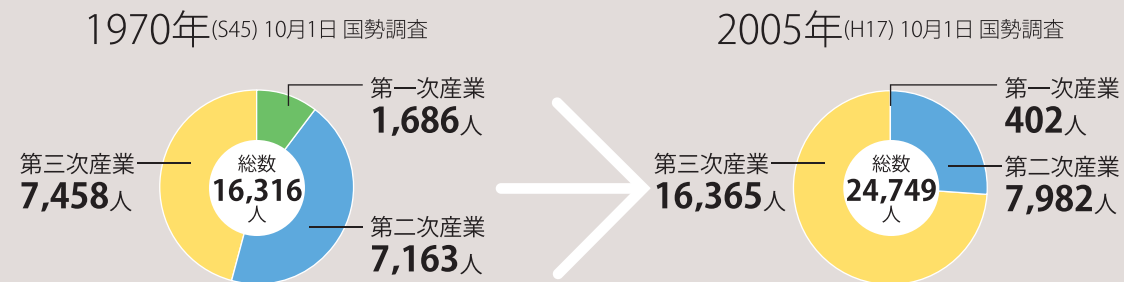 1970年(S45) 10月1日 国勢調査
第一次産業
1,686人
第三次産業
7,458人
総数
16,316
人
第二次産業
7,163人
2005年(H17) 10月1日 国勢調査
第一次産業
402人
第三次産業
16,365人
総数
24,749
人
第二次産業
7,982人